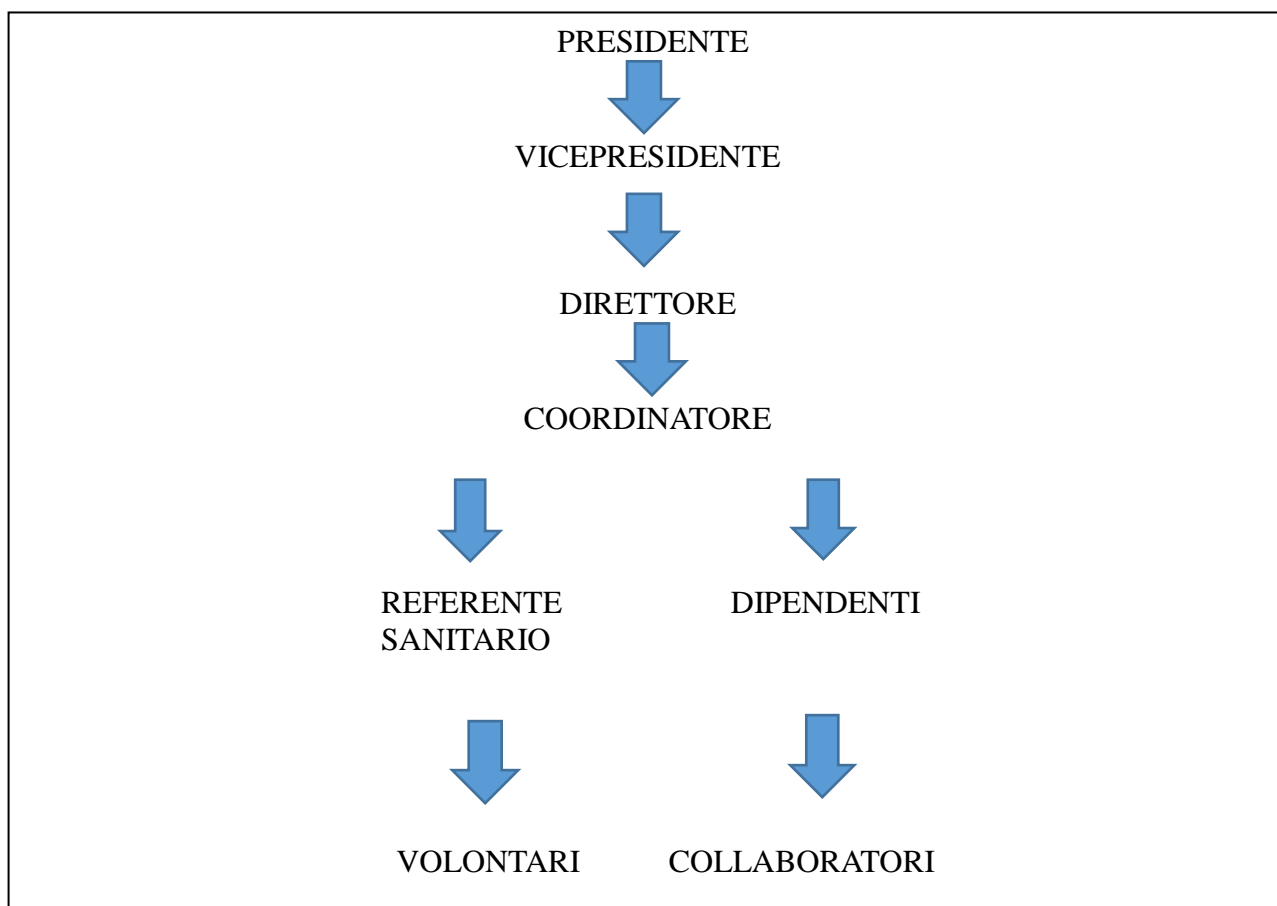 PRESIDENTE
VICEPRESIDENTE
DIRETTORE
COORDINATORE
REFERENTE
SANITARIO
DIPENDENTI
VOLONTARI
COLLABORATORI